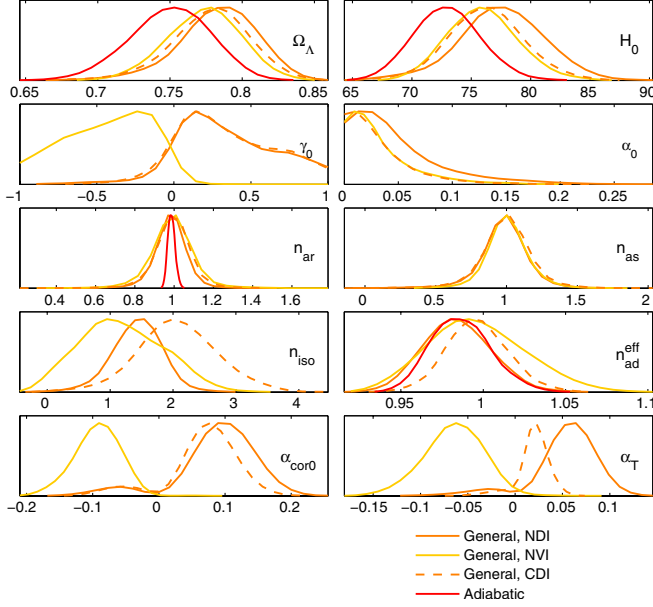 Ω_Λ
0.65 0.7 0.75 0.8 0.85
H_0
65 70 75 80 85 90
γ_0
-1 -0.5 0 0.5 1
α_0
0 0.05 0.1 0.15 0.2 0.25
n_ar
0.4 0.6 0.8 1 1.2 1.4 1.6
n_as
0 0.5 1 1.5 2
n_iso
0 1 2 3 4
n_ad^eff
0.95 1 1.05 1.1
α_cor0
-0.2 -0.1 0 0.1 0.2
α_T
-0.15 -0.1 -0.05 0 0.05 0.1
General, NDI
General, NVI
General, CDI
Adiabatic